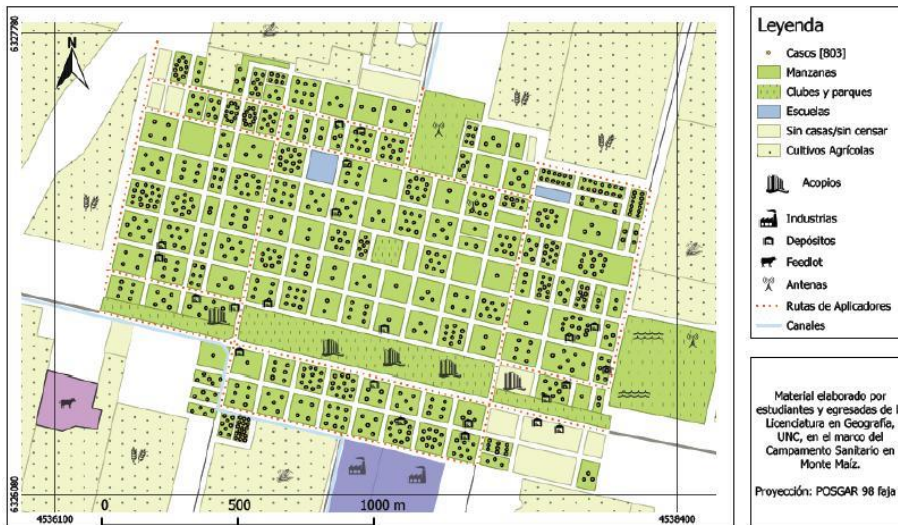 6327780
N
6326080
0
500
1000 m
4536100
4538400
Leyenda
Casos [803]
Manzanas
Clubes y parques
Escuelas
Sin casas/sin censar
Cultivos Agrícolas
Acopios
Industrias
Depósitos
Feedlot
Antenas
Rutas de Aplicadores
Canales
Material elaborado por
estudiantes y egresadas de l
Licenciatura en Geografía,
UNC, en el marco del
Campamento Sanitario en
Monte Maíz.
Proyección: POSGAR 98 faja